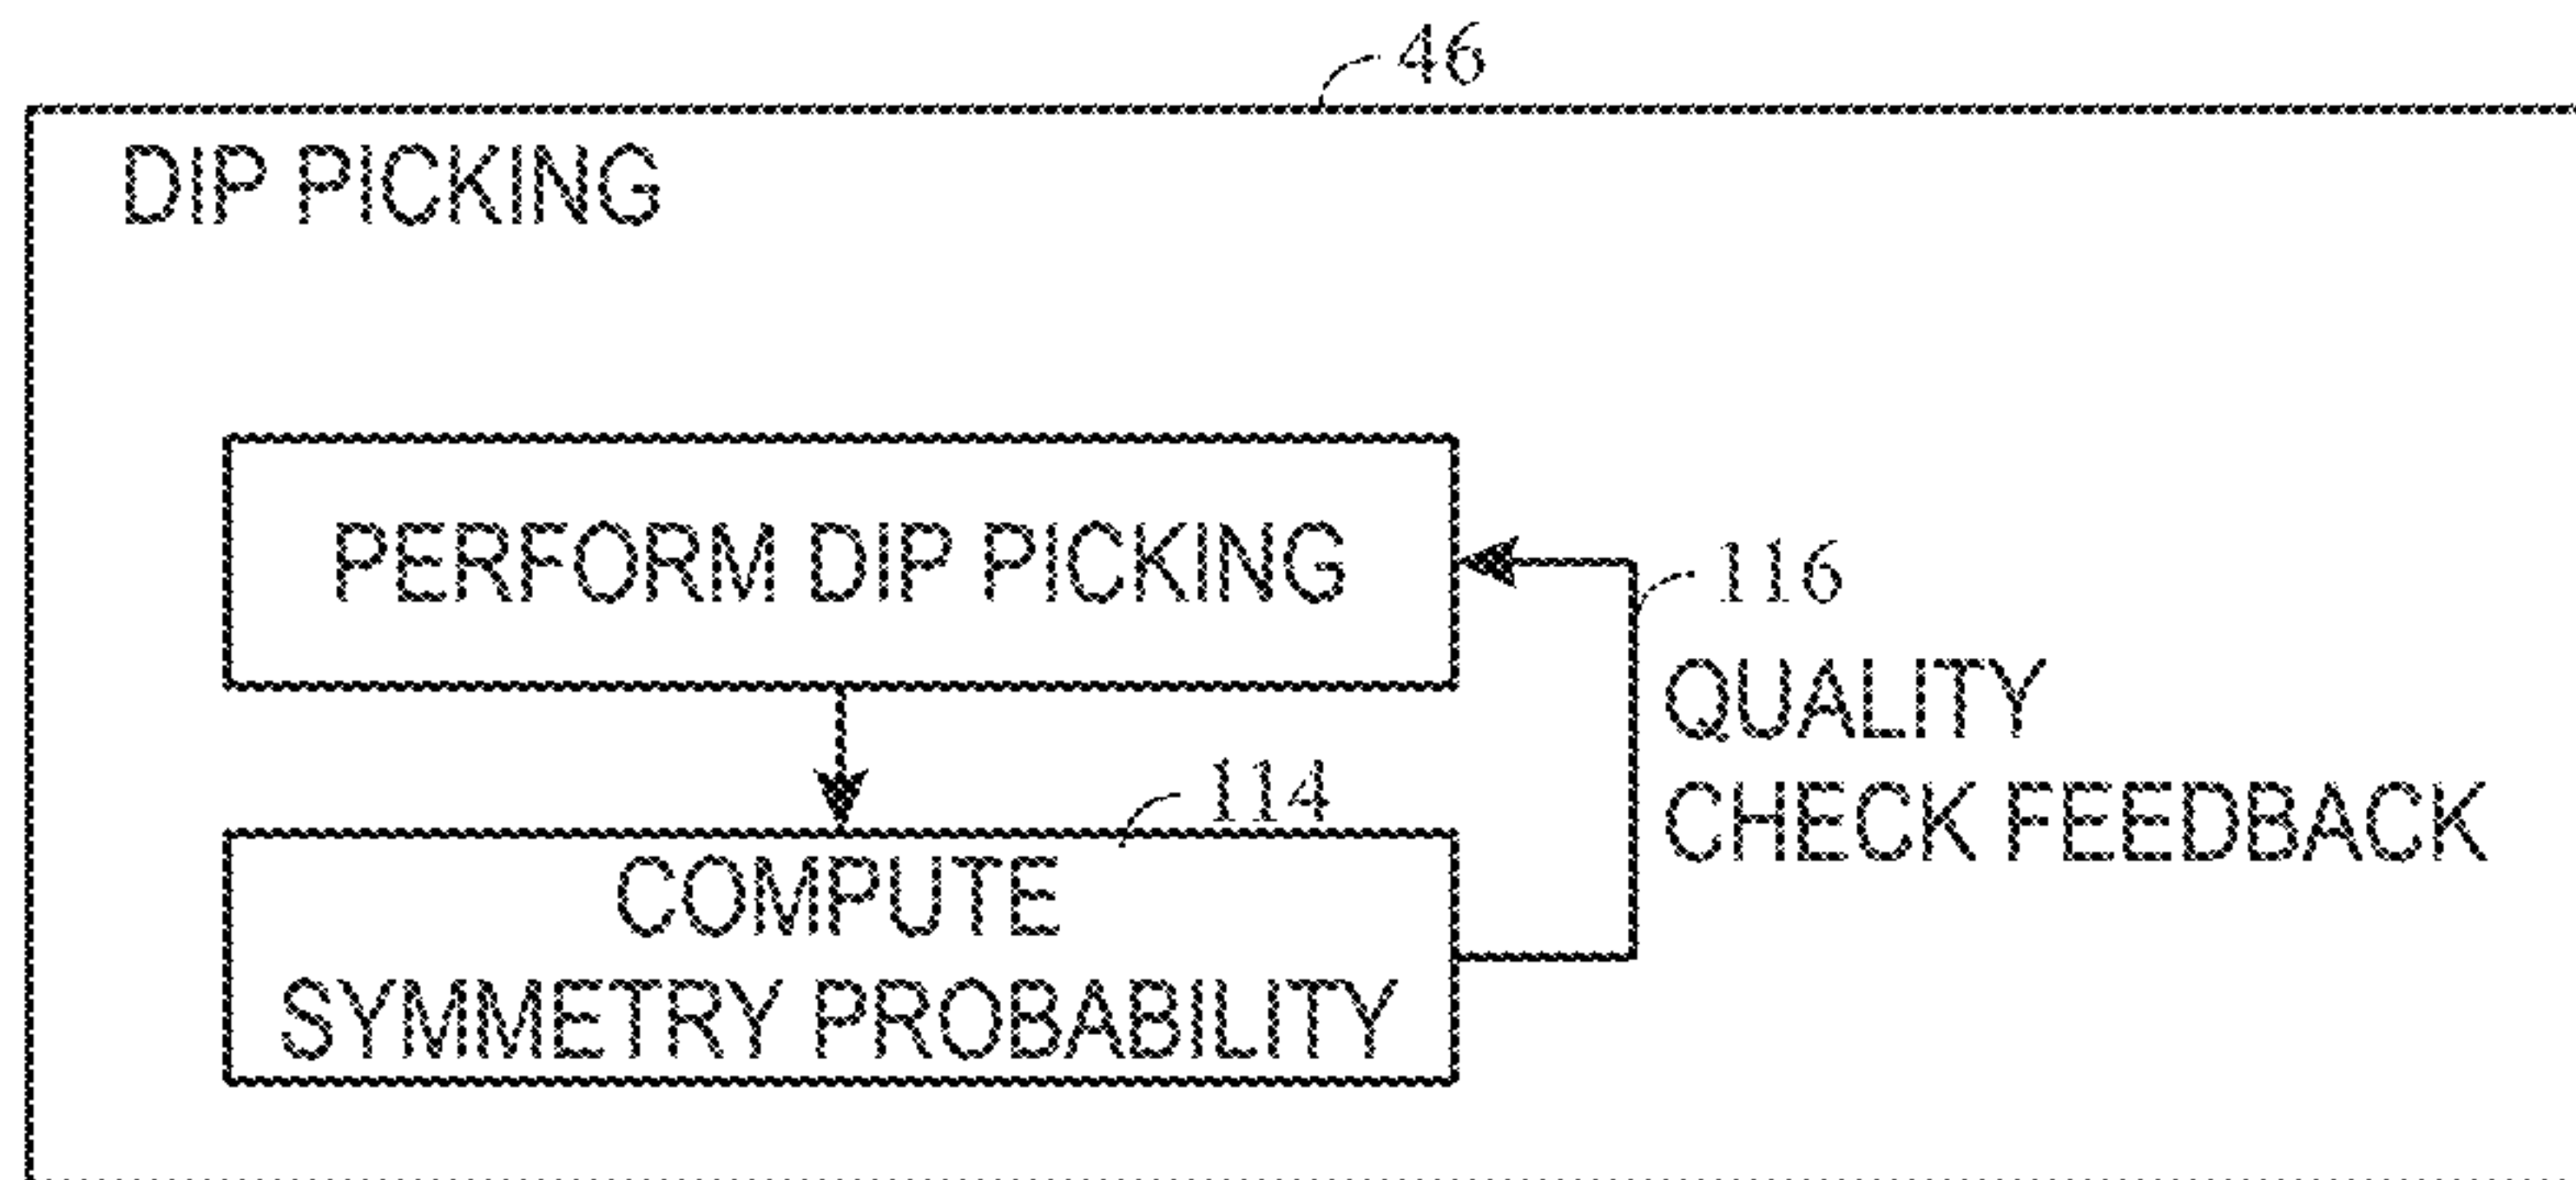 46
DIP PICKING
PERFORM DIP PICKING
116
QUALITY
CHECK FEEDBACK
114
COMPUTE
SYMMETRY PROBABILITY